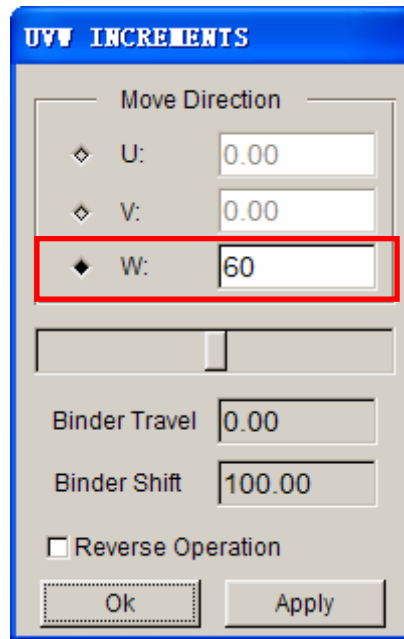 UVW INCREMENTS
Move Direction
U: 0.00
V: 0.00
W: 60
Binder Travel 0.00
Binder Shift 100.00
Reverse Operation
Ok Apply